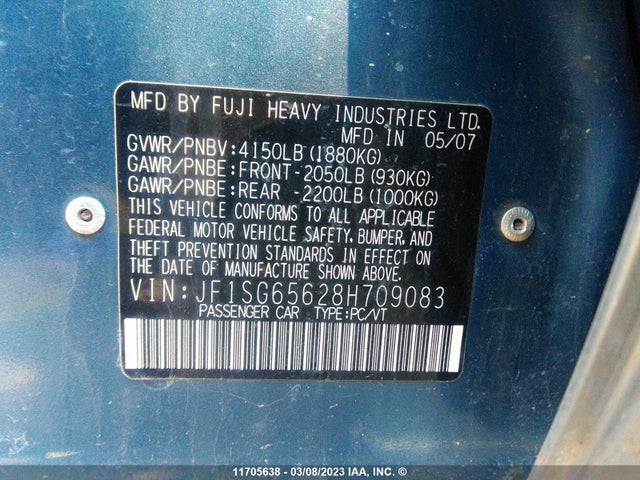 MFD BY FUJI HEAVY INDUSTRIES LTD.
MFD IN 05/07
GVWR/PNBV:4150LB (1880KG)
GAWR/PNBE:FRONT-2050LB (930KG)
GAWR/PNBE:REAR -2200LB (1000KG)
THIS VEHICLE CONFORMS TO ALL APPLICABLE
FEDERAL MOTOR VEHICLE SAFETY, BUMPER, AND
THEFT PREVENTION STANDARDS IN EFFECT ON
THE DATE OF MANUFACTURE SHOWN ABOVE.
VIN:JF1SG65628H709083
PASSENGER CAR TYPE:PC/VT
11705638 - 03/08/2023 IAA, INC. ©